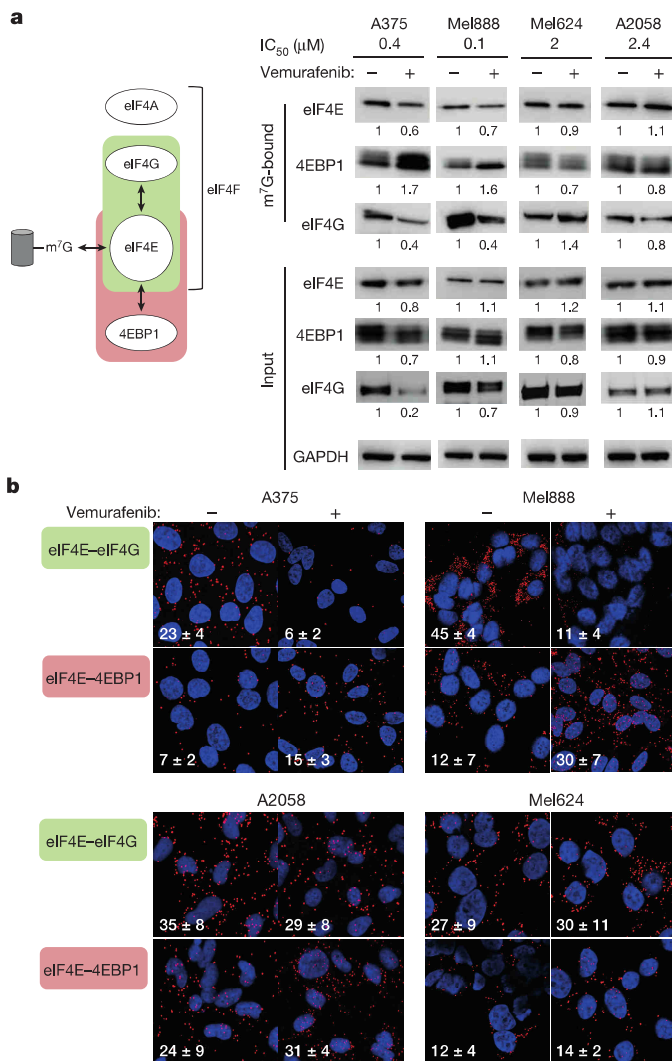 a
A375 Mel888 Mel624 A2058
IC50 (μM) 0.4 0.1 2 2.4
Vemurafenib: − + − + − + − +
eIF4A
eIF4G
eIF4E
4EBP1
eIF4F
m7G
m7G-bound
eIF4E
1 0.6 1 0.7 1 0.9 1 1.1
4EBP1
1 1.7 1 1.6 1 0.7 1 0.8
eIF4G
1 0.4 1 0.4 1 1.4 1 0.8
Input
eIF4E
1 0.8 1 1.1 1 1.2 1 1.1
4EBP1
1 0.7 1 1.1 1 0.8 1 0.9
eIF4G
1 0.2 1 0.7 1 0.9 1 1.1
GAPDH
b
A375 Mel888
Vemurafenib: − + − +
eIF4E–eIF4G
23 ± 4 6 ± 2 45 ± 4 11 ± 4
eIF4E–4EBP1
7 ± 2 15 ± 3 12 ± 7 30 ± 7
A2058 Mel624
eIF4E–eIF4G
35 ± 8 29 ± 8 27 ± 9 30 ± 11
eIF4E–4EBP1
24 ± 9 31 ± 4 12 ± 4 14 ± 2